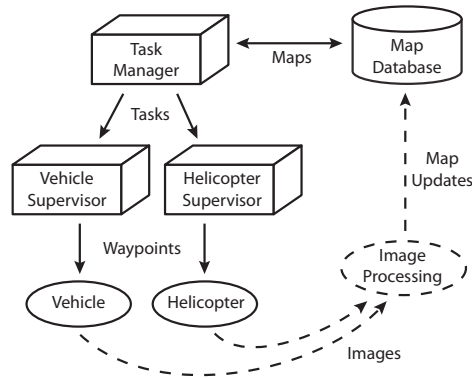 Task
Manager
Maps
Map
Database
Tasks
Vehicle
Supervisor
Helicopter
Supervisor
Map
Updates
Waypoints
Image
Processing
Vehicle
Helicopter
Images